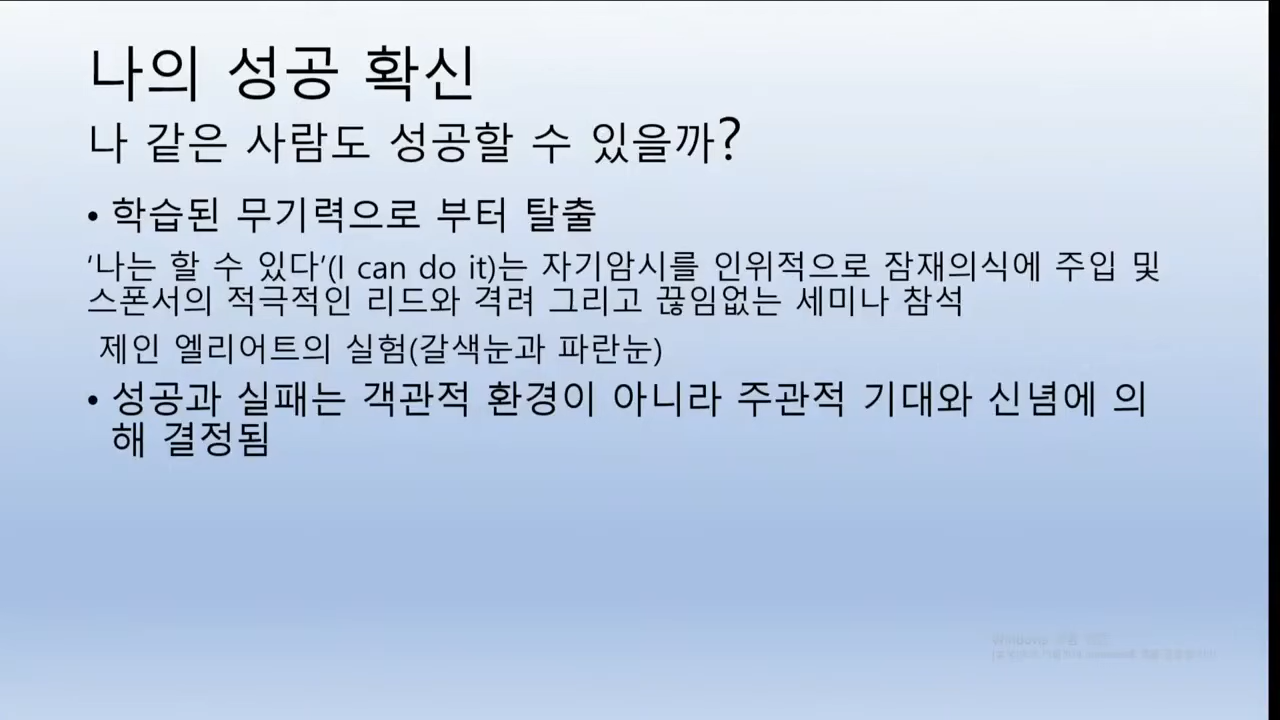 나의 성공 확신
나 같은 사람도 성공할 수 있을까?
• 학습된 무기력으로 부터 탈출
‘나는 할 수 있다’(I can do it)는 자기암시를 인위적으로 잠재의식에 주입 및
스폰서의 적극적인 리드와 격려 그리고 끊임없는 세미나 참석
제인 엘리어트의 실험(갈색눈과 파란눈)
• 성공과 실패는 객관적 환경이 아니라 주관적 기대와 신념에 의
해 결정됨
Windows